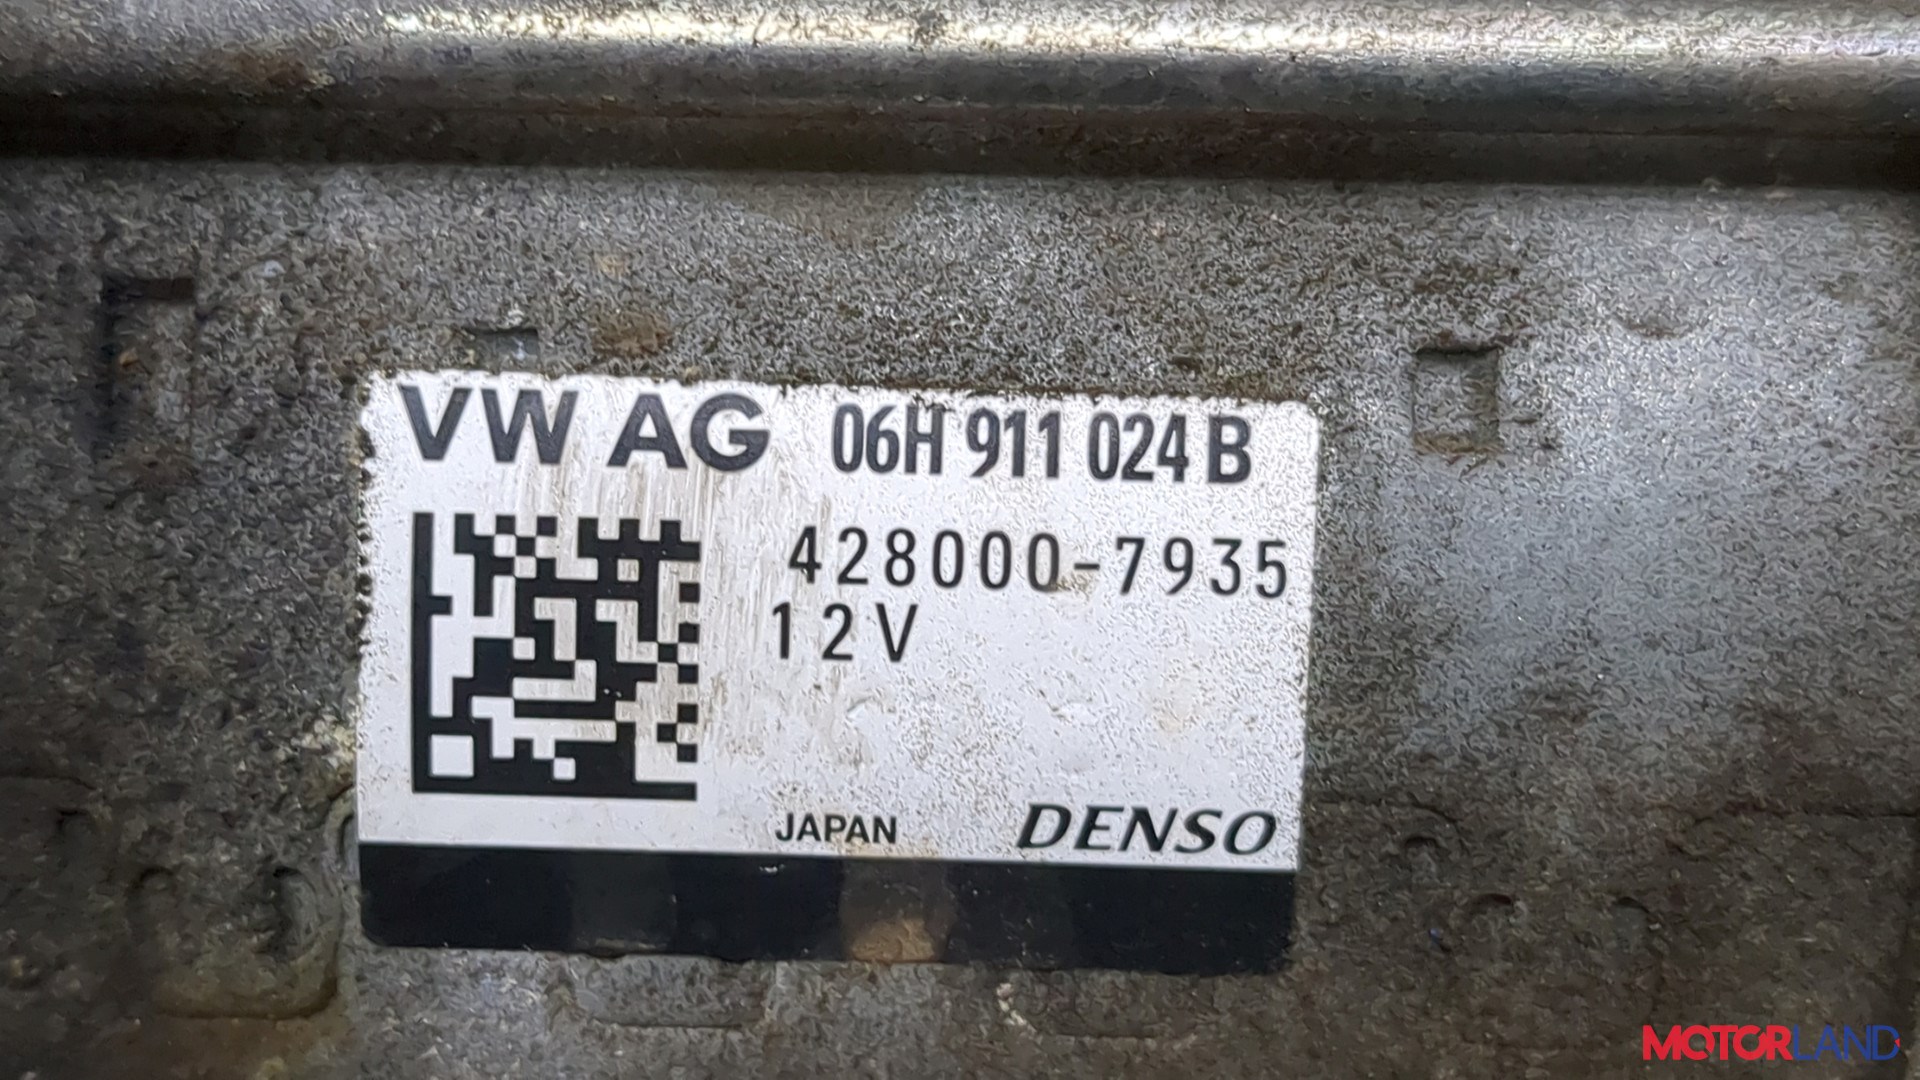 VW AG 06H 911 024 B
428000-7935
12V
JAPAN DENSO
MOTORLAND